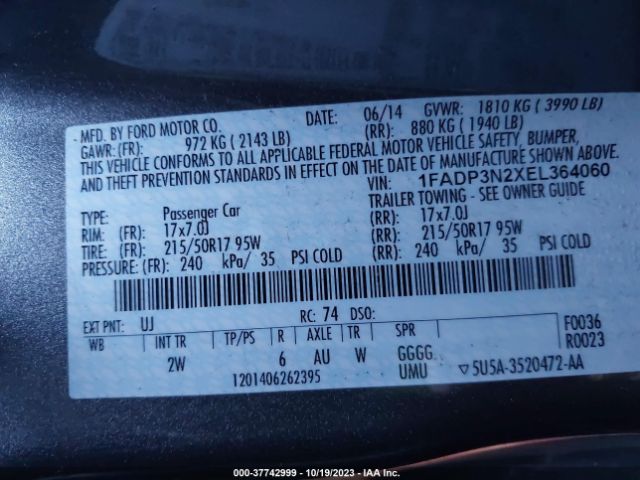 MFD. BY FORD MOTOR CO. DATE: 06/14 GVWR: 1810 KG ( 3990 LB)
GAWR: (FR): 972 KG ( 2143 LB) (RR): 880 KG ( 1940 LB)
THIS VEHICLE CONFORMS TO ALL APPLICABLE FEDERAL MOTOR VEHICLE SAFETY, BUMPER,
AND THEFT PREVENTION STANDARDS IN EFFECT ON THE DATE OF MANUFACTURE SHOWN ABOVE
VIN: 1FADP3N2XEL364060
TYPE: Passenger Car TRAILER TOWING - SEE OWNER GUIDE
RIM: (FR): 17x7.0J (RR): 17x7.0J
TIRE: (FR): 215/50R17 95W (RR): 215/50R17 95W
PRESSURE: (FR): 240 kPa/ 35 PSI COLD (RR): 240 kPa/ 35 PSI COLD
EXT PNT: UJ RC: 74 DSO:
WB INT TR TP/PS R AXLE TR SPR F0036
2W 6 AU W GGGG R0023
1201406262395 UMU ▽5U5A-3520472-AA
000-37742999 - 10/19/2023 - IAA Inc.